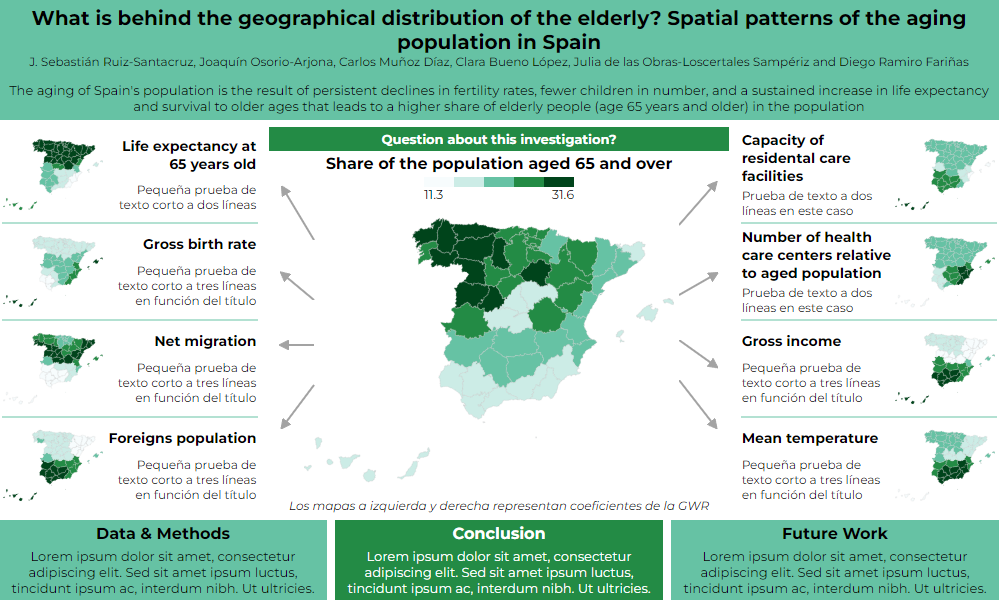 What is behind the geographical distribution of the elderly? Spatial patterns of the aging
population in Spain
J. Sebastián Ruiz-Santacruz, Joaquín Osorio-Arjona, Carlos Muñoz Díaz, Clara Bueno López, Julia de las Obras-Loscertales Sampériz and Diego Ramiro Fariñas
The aging of Spain's population is the result of persistent declines in fertility rates, fewer children in number, and a sustained increase in life expectancy
and survival to older ages that leads to a higher share of elderly people (age 65 years and older) in the population
Life expectancy at
65 years old
Pequeña prueba de
texto corto a dos líneas
Gross birth rate
Pequeña prueba de
texto corto a tres líneas
en función del título
Net migration
Pequeña prueba de
texto corto a tres líneas
en función del título
Foreigns population
Pequeña prueba de
texto corto a tres líneas
en función del título
Question about this investigation?
Share of the population aged 65 and over
11.3
31.6
Los mapas a izquierda y derecha representan coeficientes de la GWR
Capacity of
residental care
facilities
Prueba de texto a dos
líneas en este caso
Number of health
care centers relative
to aged population
Prueba de texto a dos
líneas en este caso
Gross income
Pequeña prueba de
texto corto a tres líneas
en función del título
Mean temperature
Pequeña prueba de
texto corto a tres líneas
en función del título
Data & Methods
Lorem ipsum dolor sit amet, consectetur
adipiscing elit. Sed sit amet ipsum luctus,
tincidunt ipsum ac, interdum nibh. Ut ultricies.
Conclusion
Lorem ipsum dolor sit amet, consectetur
adipiscing elit. Sed sit amet ipsum luctus,
tincidunt ipsum ac, interdum nibh. Ut ultricies.
Future Work
Lorem ipsum dolor sit amet, consectetur
adipiscing elit. Sed sit amet ipsum luctus,
tincidunt ipsum ac, interdum nibh. Ut ultricies.